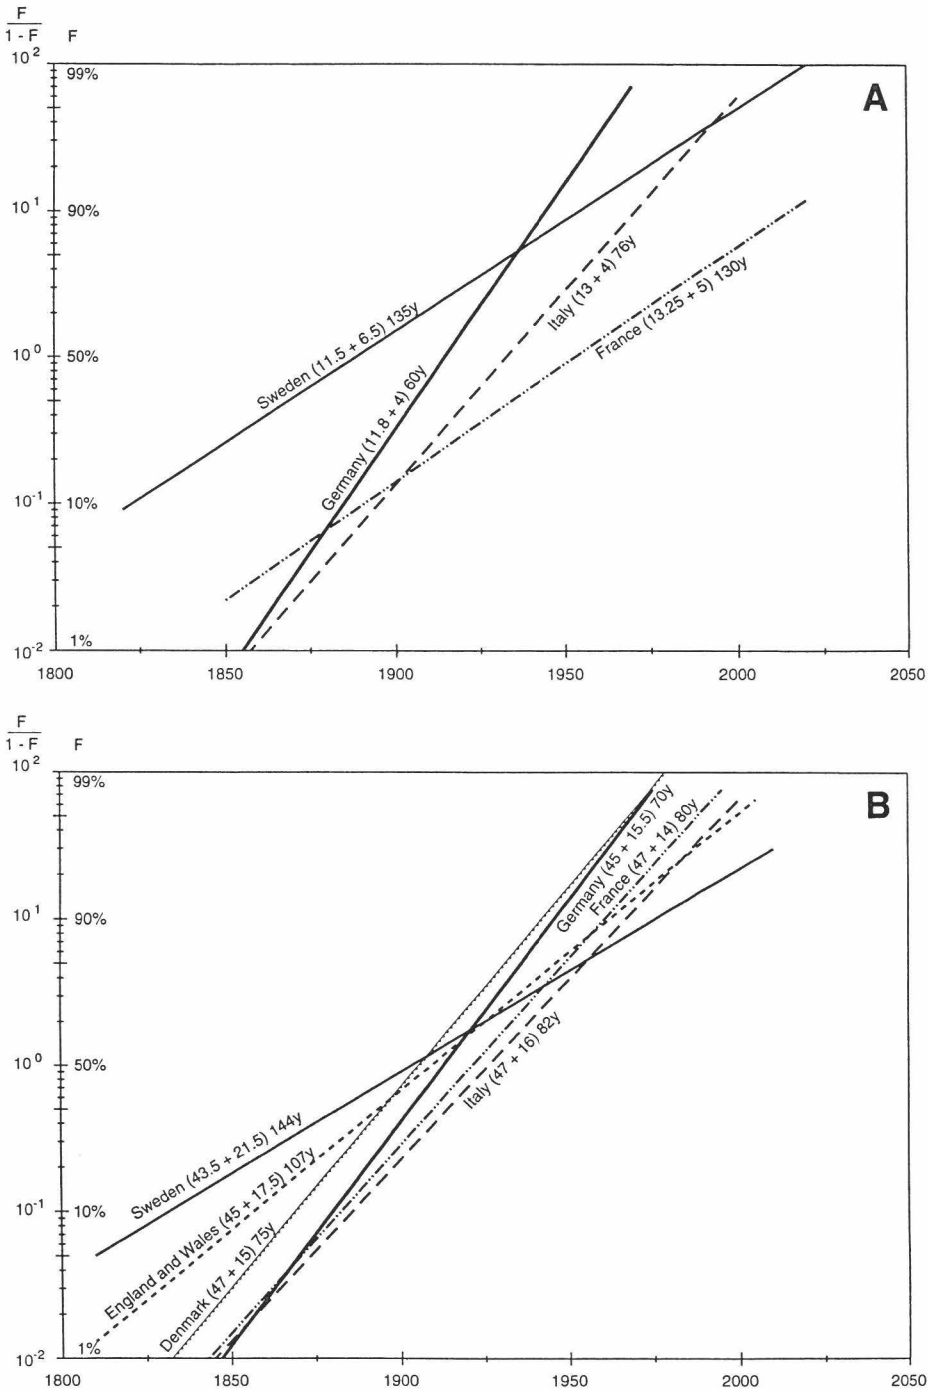 F
1 - F
F
10²
99%
A
10¹
90%
Italy (13 + 4) 76y
France (13.25 + 5) 130y
Sweden (11.5 + 6.5) 135y
10⁰
50%
Germany (11.8 + 4) 60y
10⁻¹
10%
10⁻²
1%
1800
1850
1900
1950
2000
2050
F
1 - F
F
10²
99%
B
Germany (45 + 15.5) 70y
France (47 + 14) 80y
10¹
90%
10⁰
50%
Italy (47 + 16) 82y
Sweden (43.5 + 21.5) 144y
England and Wales (45 + 17.5) 107y
10⁻¹
10%
Denmark (47 + 15) 75y
1%
10⁻²
1800
1850
1900
1950
2000
2050